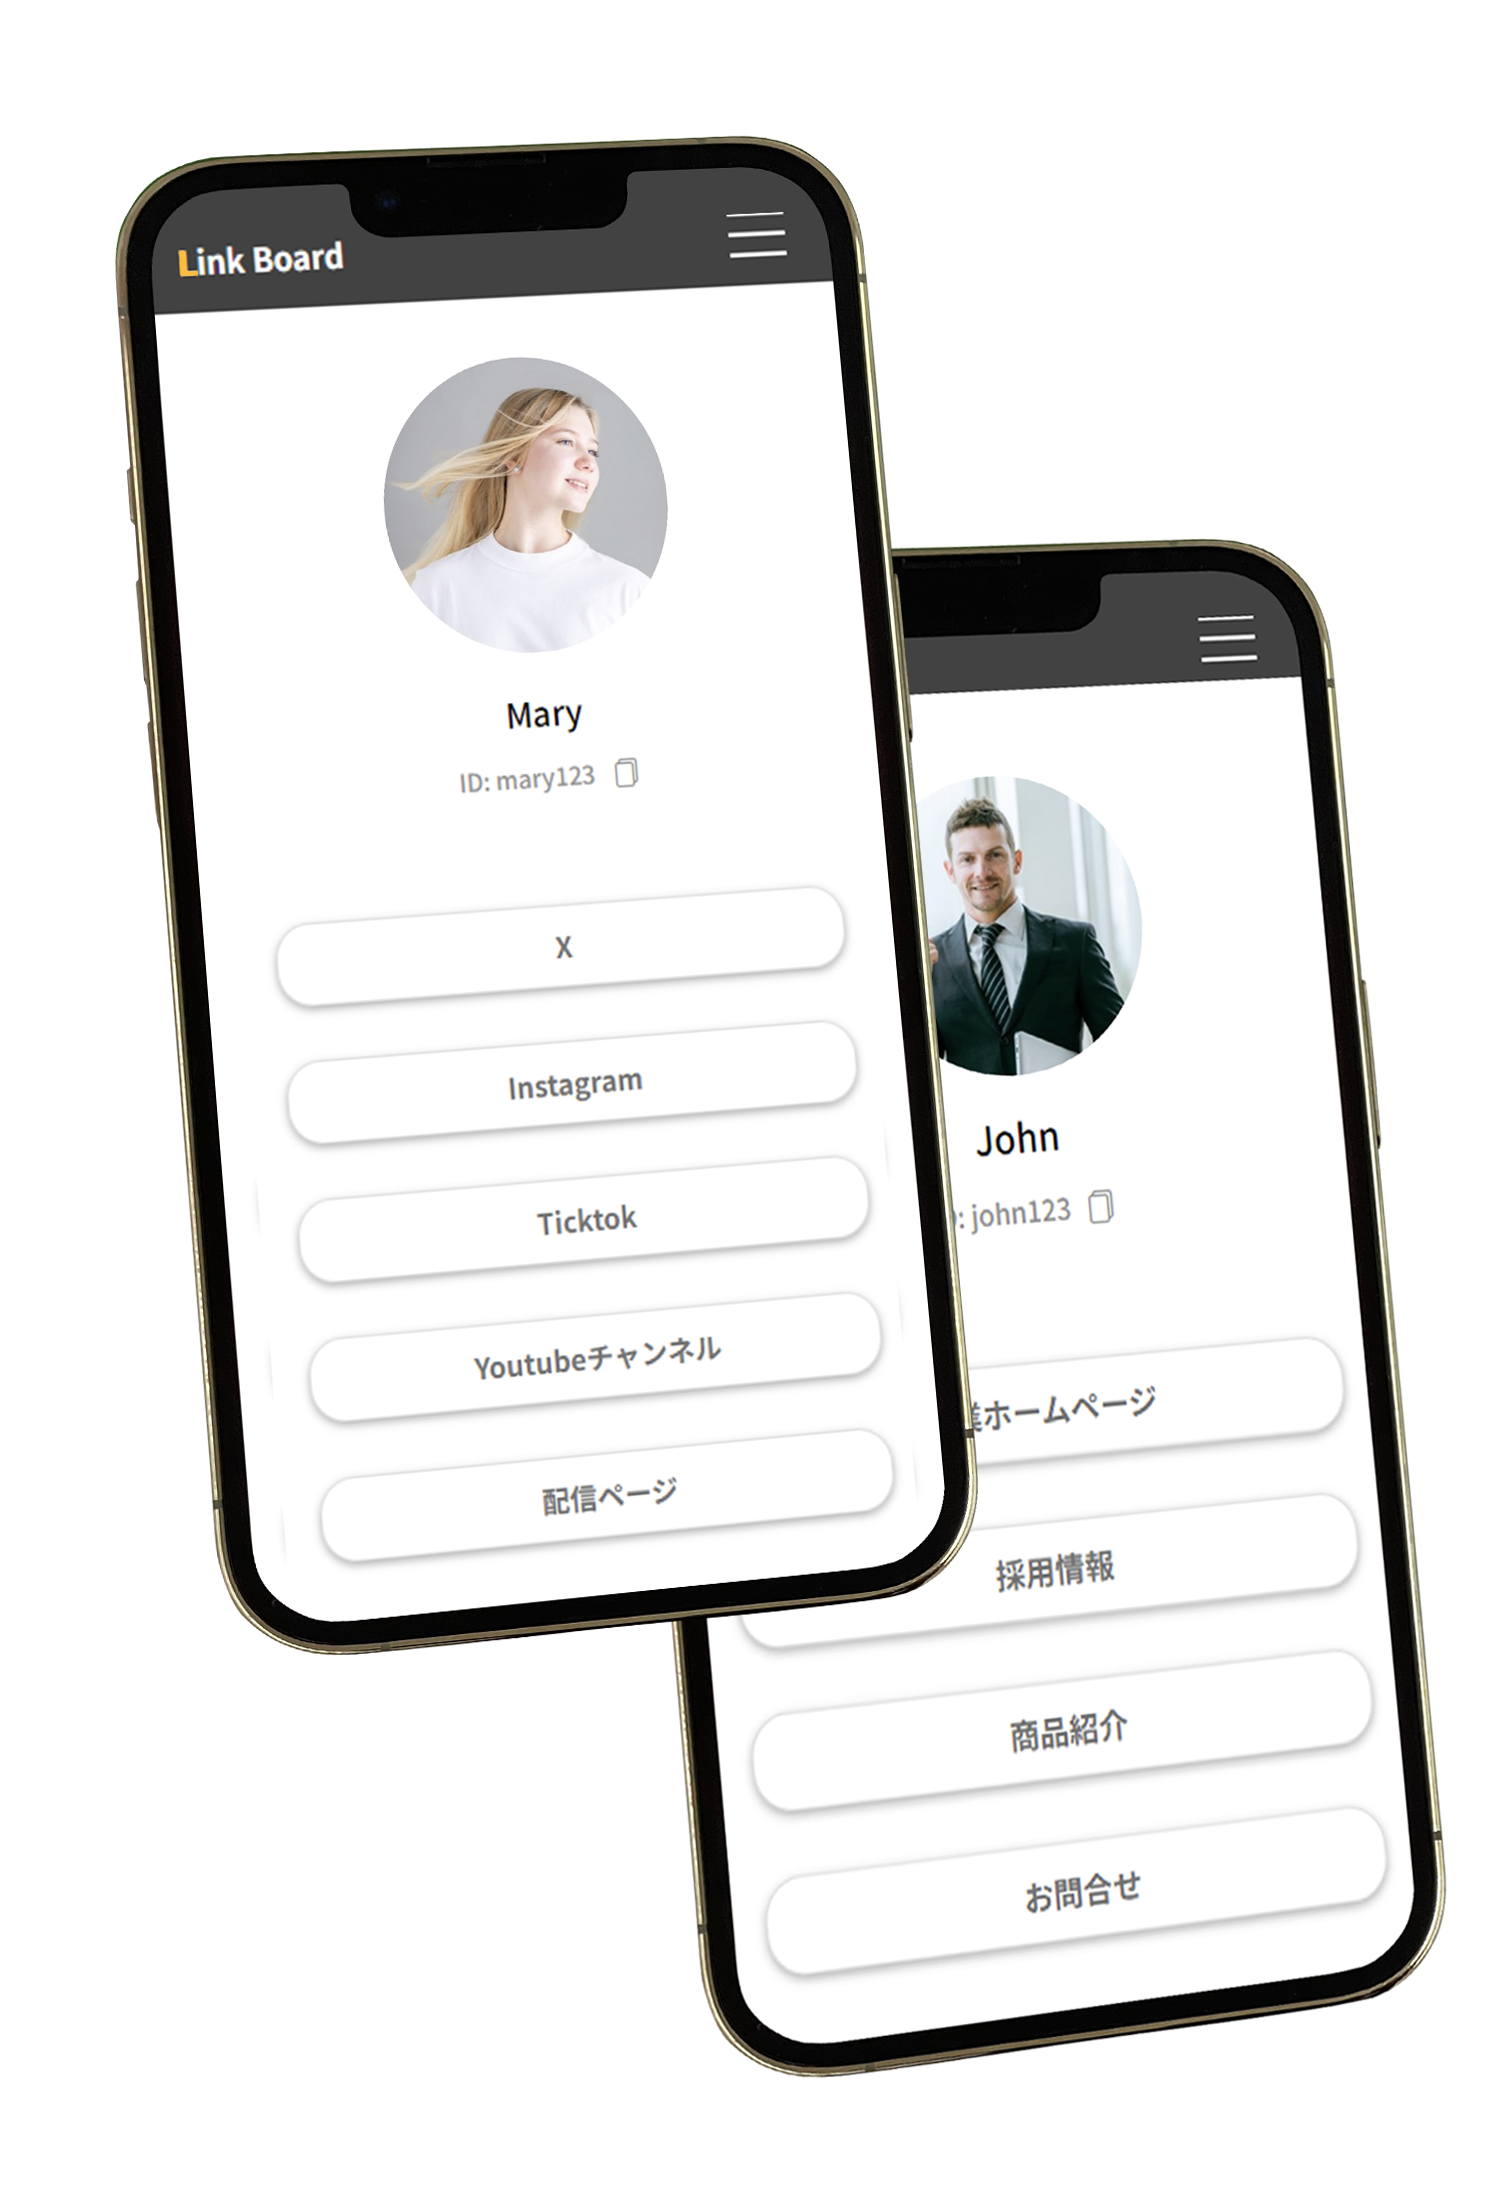 Link Board
Mary
ID: mary123
X
Instagram
Ticktok
Youtubeチャンネル
配信ページ
John
: john123
ホームページ
採用情報
商品紹介
お問合せ